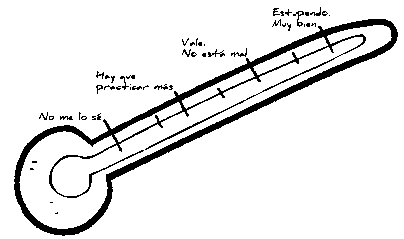 Estupendo.
Muy bien
Vale.
No está mal
Hay que
practicar más
No me lo sé